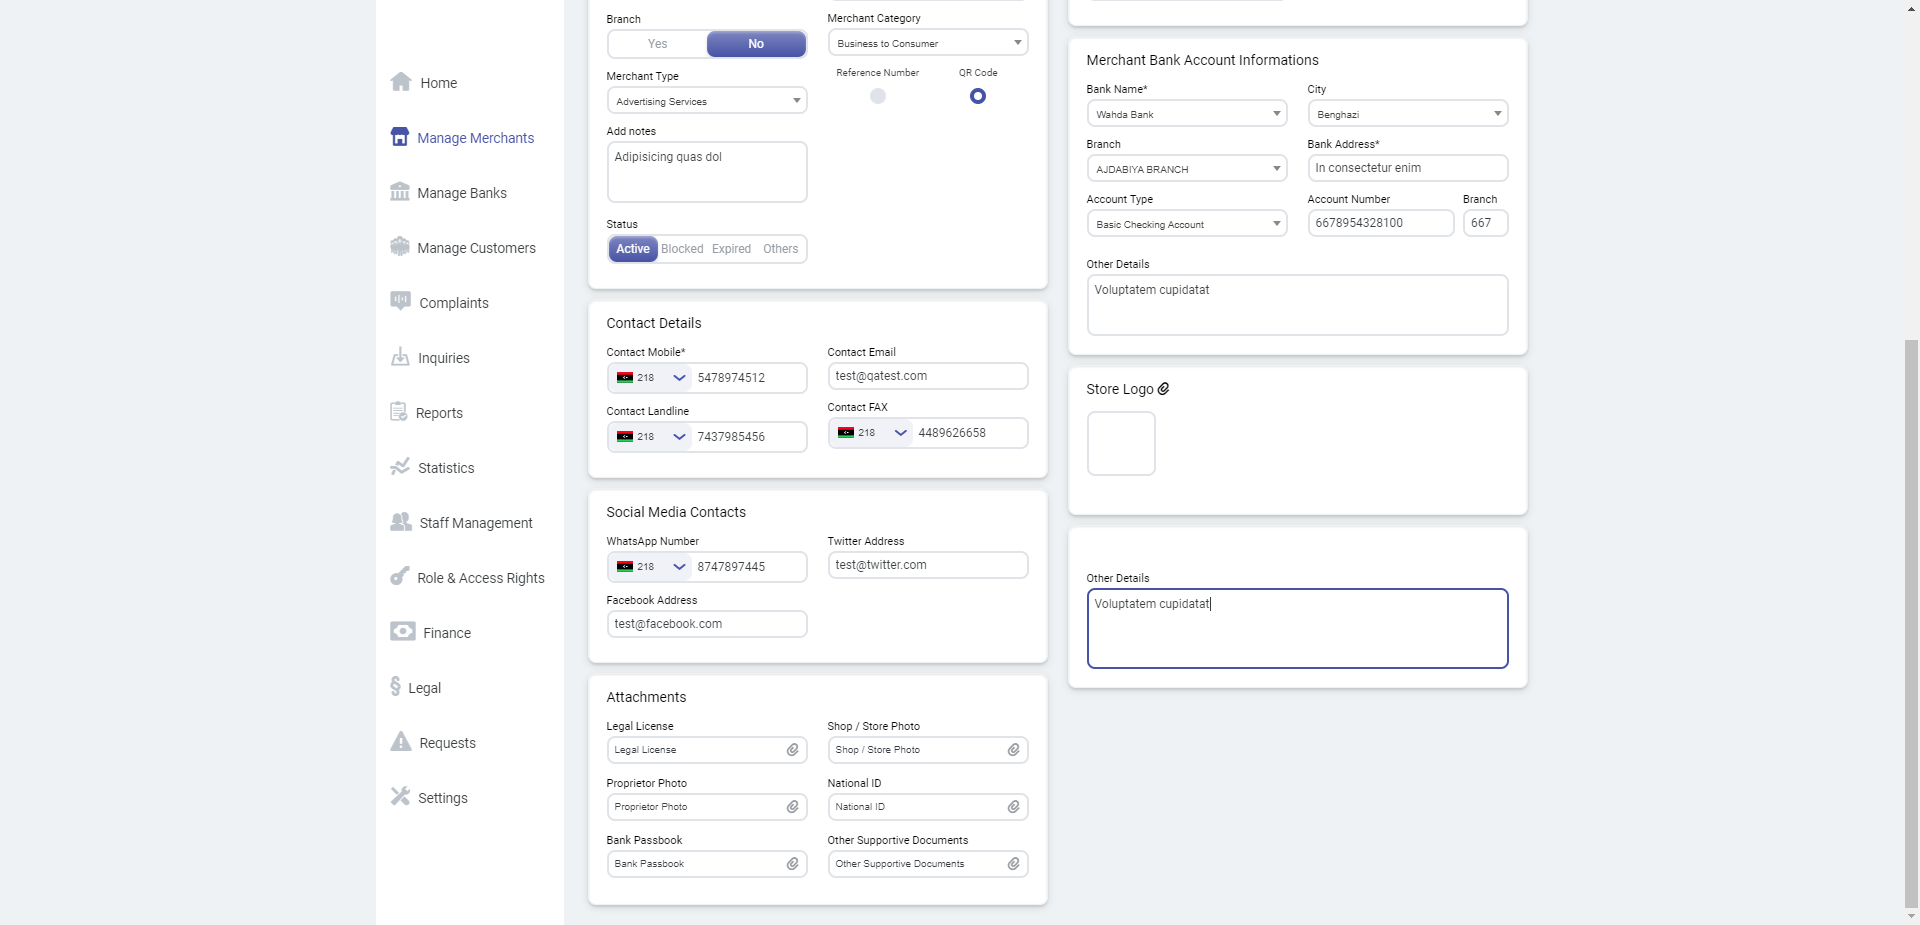 Home
Manage Merchants
Manage Banks
Manage Customers
Complaints
Inquiries
Reports
Statistics
Staff Management
Role & Access Rights
Finance
Legal
Requests
Settings
Branch
Yes No
Merchant Category
Business to Consumer
Merchant Type
Advertising Services
Reference Number QR Code
Add notes
Adipisicing quas dol
Status
Active Blocked Expired Others
Contact Details
Contact Mobile*
218 5478974512
Contact Email
test@qatest.com
Contact Landline
218 7437985456
Contact FAX
218 4489626658
Social Media Contacts
WhatsApp Number
218 8747897445
Twitter Address
test@twitter.com
Facebook Address
test@facebook.com
Attachments
Legal License
Legal License
Shop / Store Photo
Shop / Store Photo
Proprietor Photo
Proprietor Photo
National ID
National ID
Bank Passbook
Bank Passbook
Other Supportive Documents
Other Supportive Documents
Merchant Bank Account Informations
Bank Name*
Wahda Bank
City
Benghazi
Branch
AJDABIYA BRANCH
Bank Address*
In consectetur enim
Account Type
Basic Checking Account
Account Number
6678954328100
Branch
667
Other Details
Voluptatem cupidatat
Store Logo
Other Details
Voluptatem cupidatat